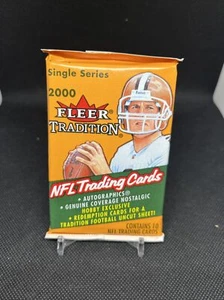 Single Series
2000
FLEER
TRADITION
NFL Trading Cards
• AUTOGRAPHICS®
• GENUINE COVERAGE NOSTALGIC
HOBBY EXCLUSIVE
• REDEMPTION CARDS FOR A
TRADITION FOOTBALL UNCUT SHEET!
CONTAINS 10
NFL TRADING CARDS